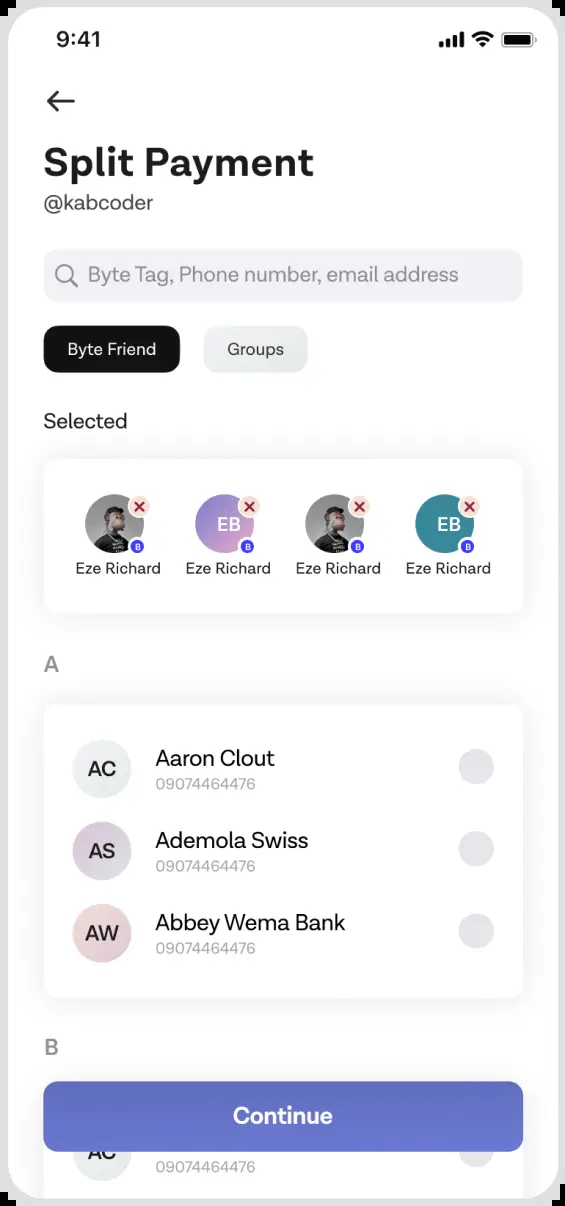 9:41
Split Payment
@kabcoder
Byte Tag, Phone number, email address
Byte Friend Groups
Selected
EB EB
B B B B
Eze Richard Eze Richard Eze Richard Eze Richard
A
AC Aaron Clout
09074464476
AS Ademola Swiss
09074464476
AW Abbey Wema Bank
09074464476
B
Continue
AC 09074464476